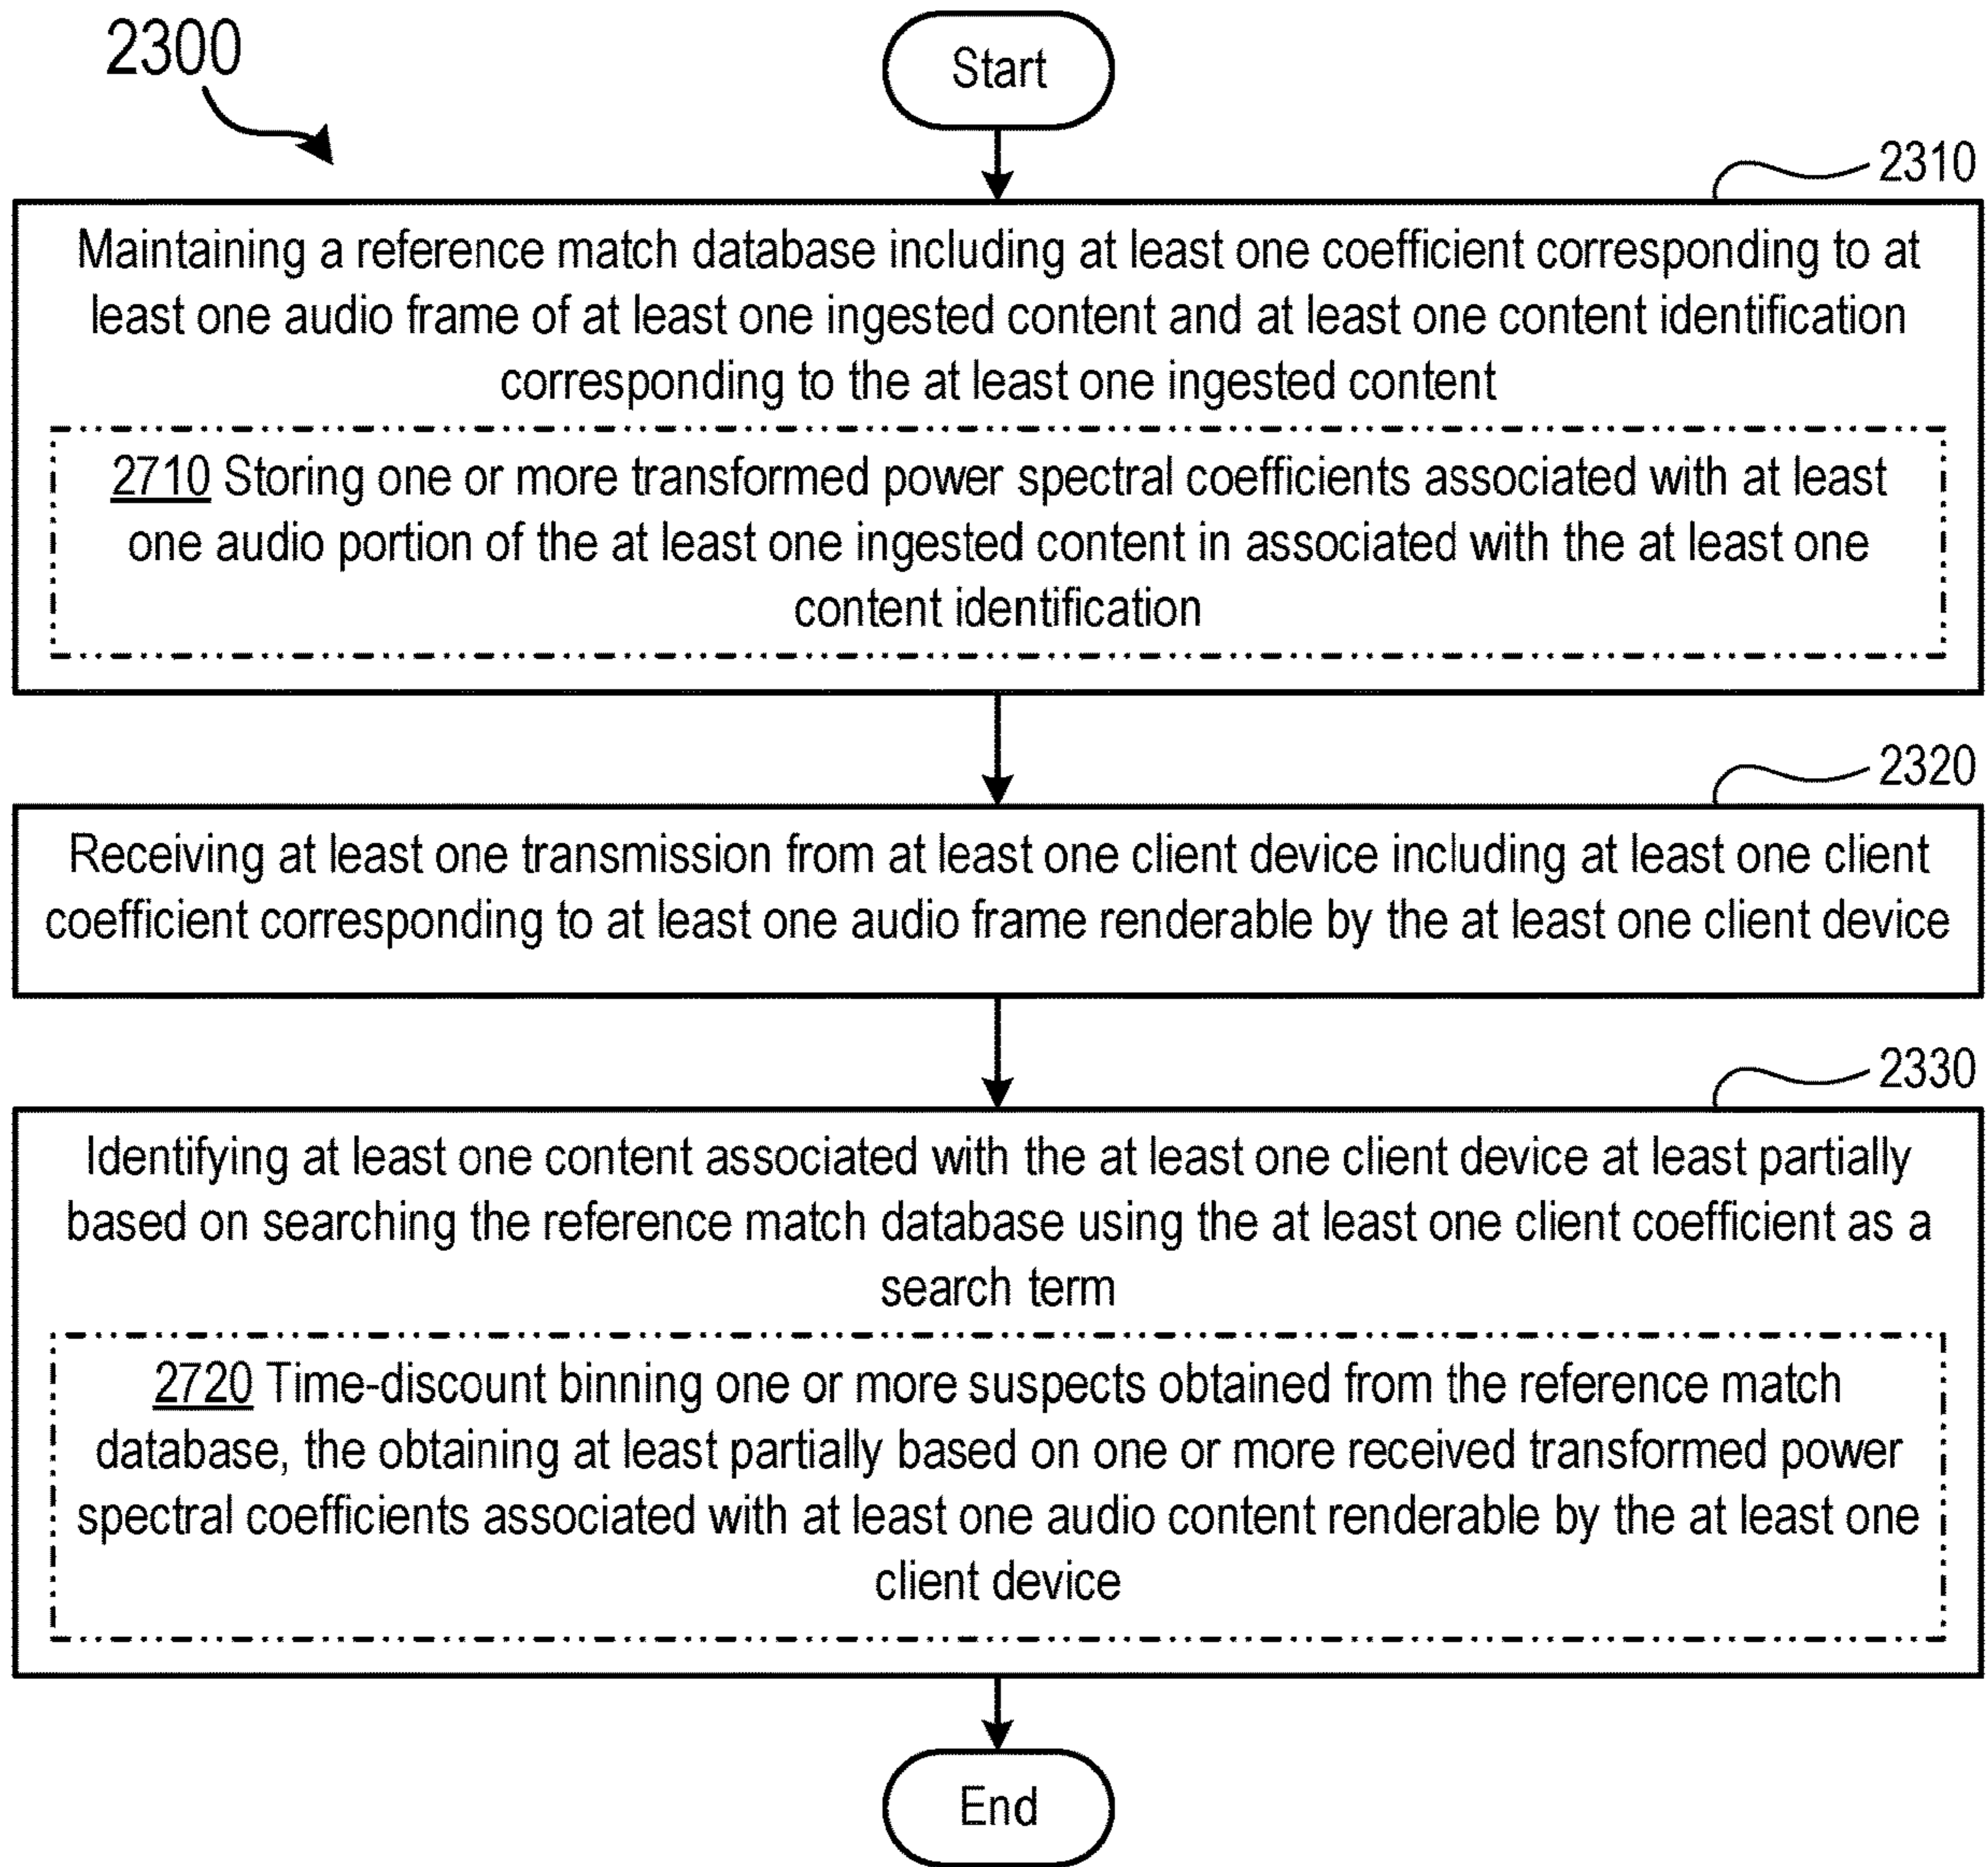 2300
Start
2310
Maintaining a reference match database including at least one coefficient corresponding to at
least one audio frame of at least one ingested content and at least one content identification
corresponding to the at least one ingested content
2710 Storing one or more transformed power spectral coefficients associated with at least
one audio portion of the at least one ingested content in associated with the at least one
content identification
2320
Receiving at least one transmission from at least one client device including at least one client
coefficient corresponding to at least one audio frame renderable by the at least one client device
2330
Identifying at least one content associated with the at least one client device at least partially
based on searching the reference match database using the at least one client coefficient as a
search term
2720 Time-discount binning one or more suspects obtained from the reference match
database, the obtaining at least partially based on one or more received transformed power
spectral coefficients associated with at least one audio content renderable by the at least one
client device
End